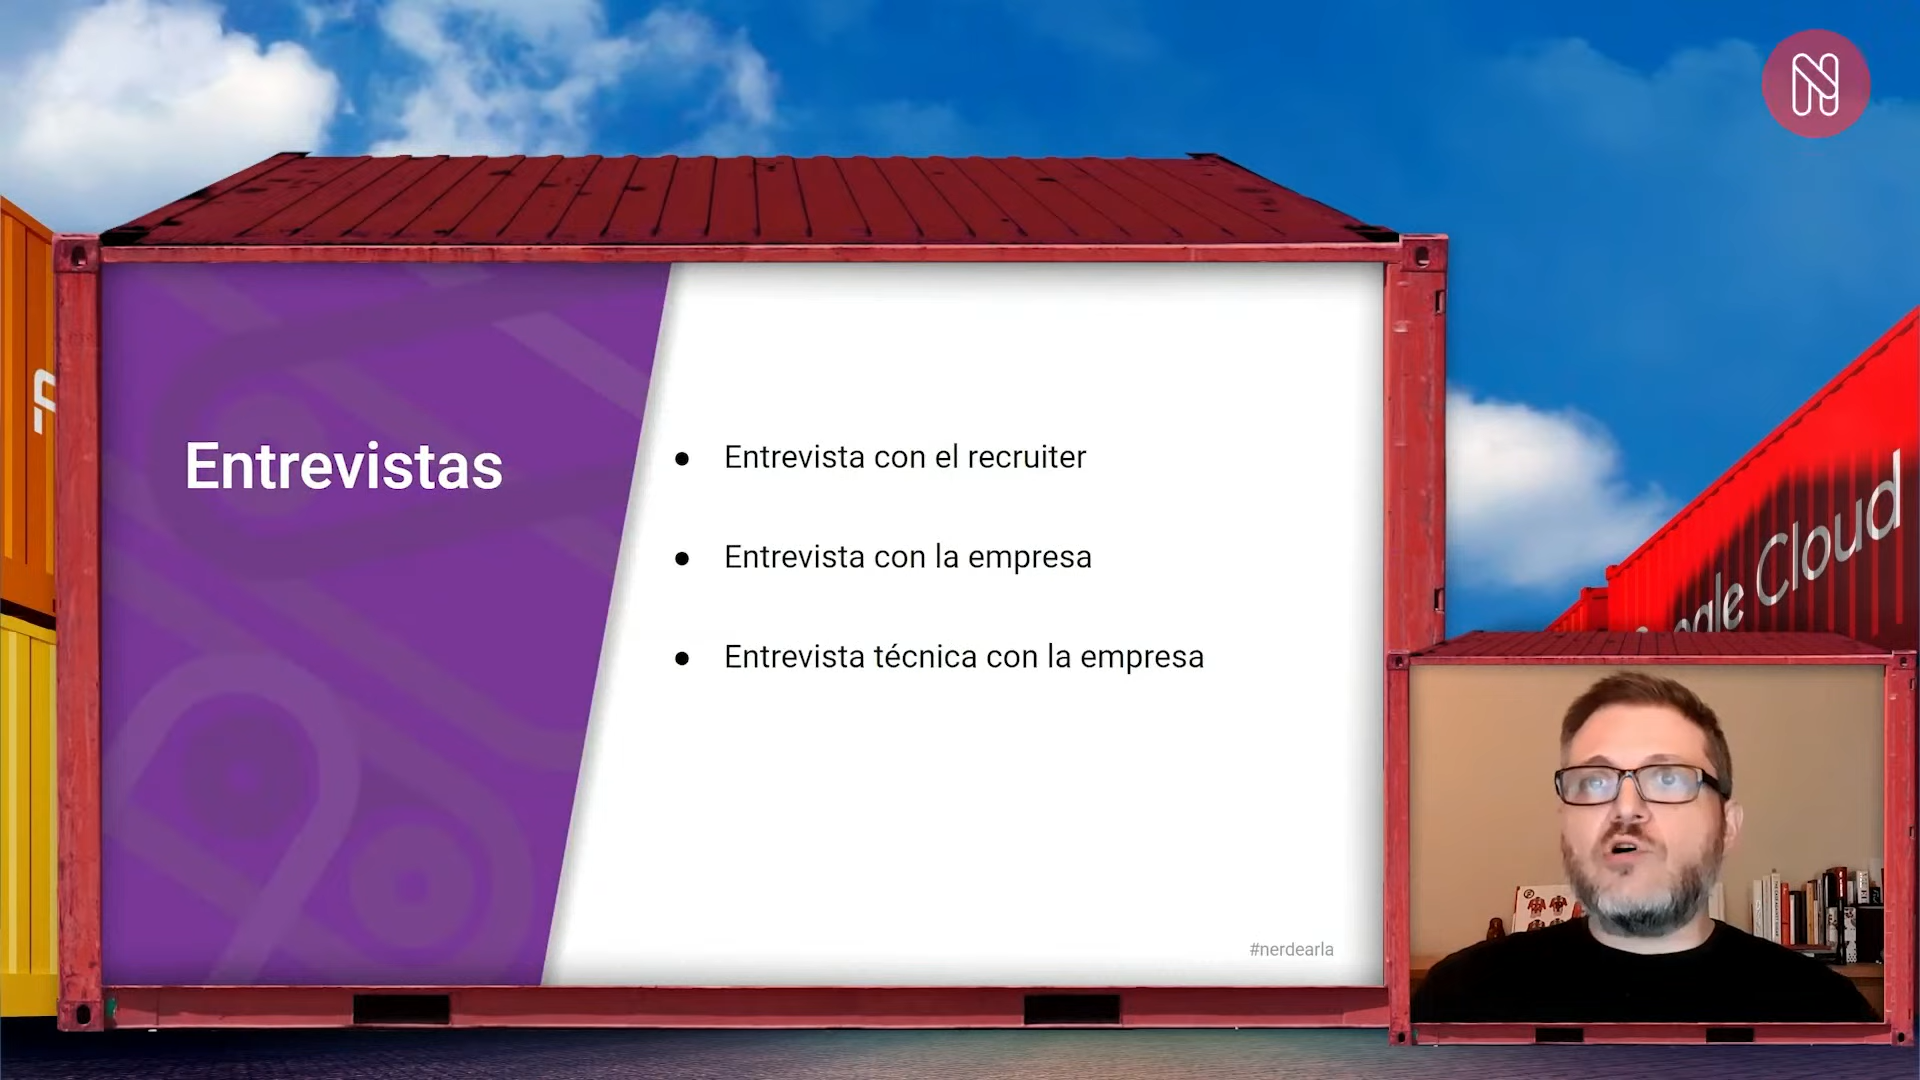 Entrevistas
● Entrevista con el recruiter
● Entrevista con la empresa
● Entrevista técnica con la empresa
#nerdearla
Cloud